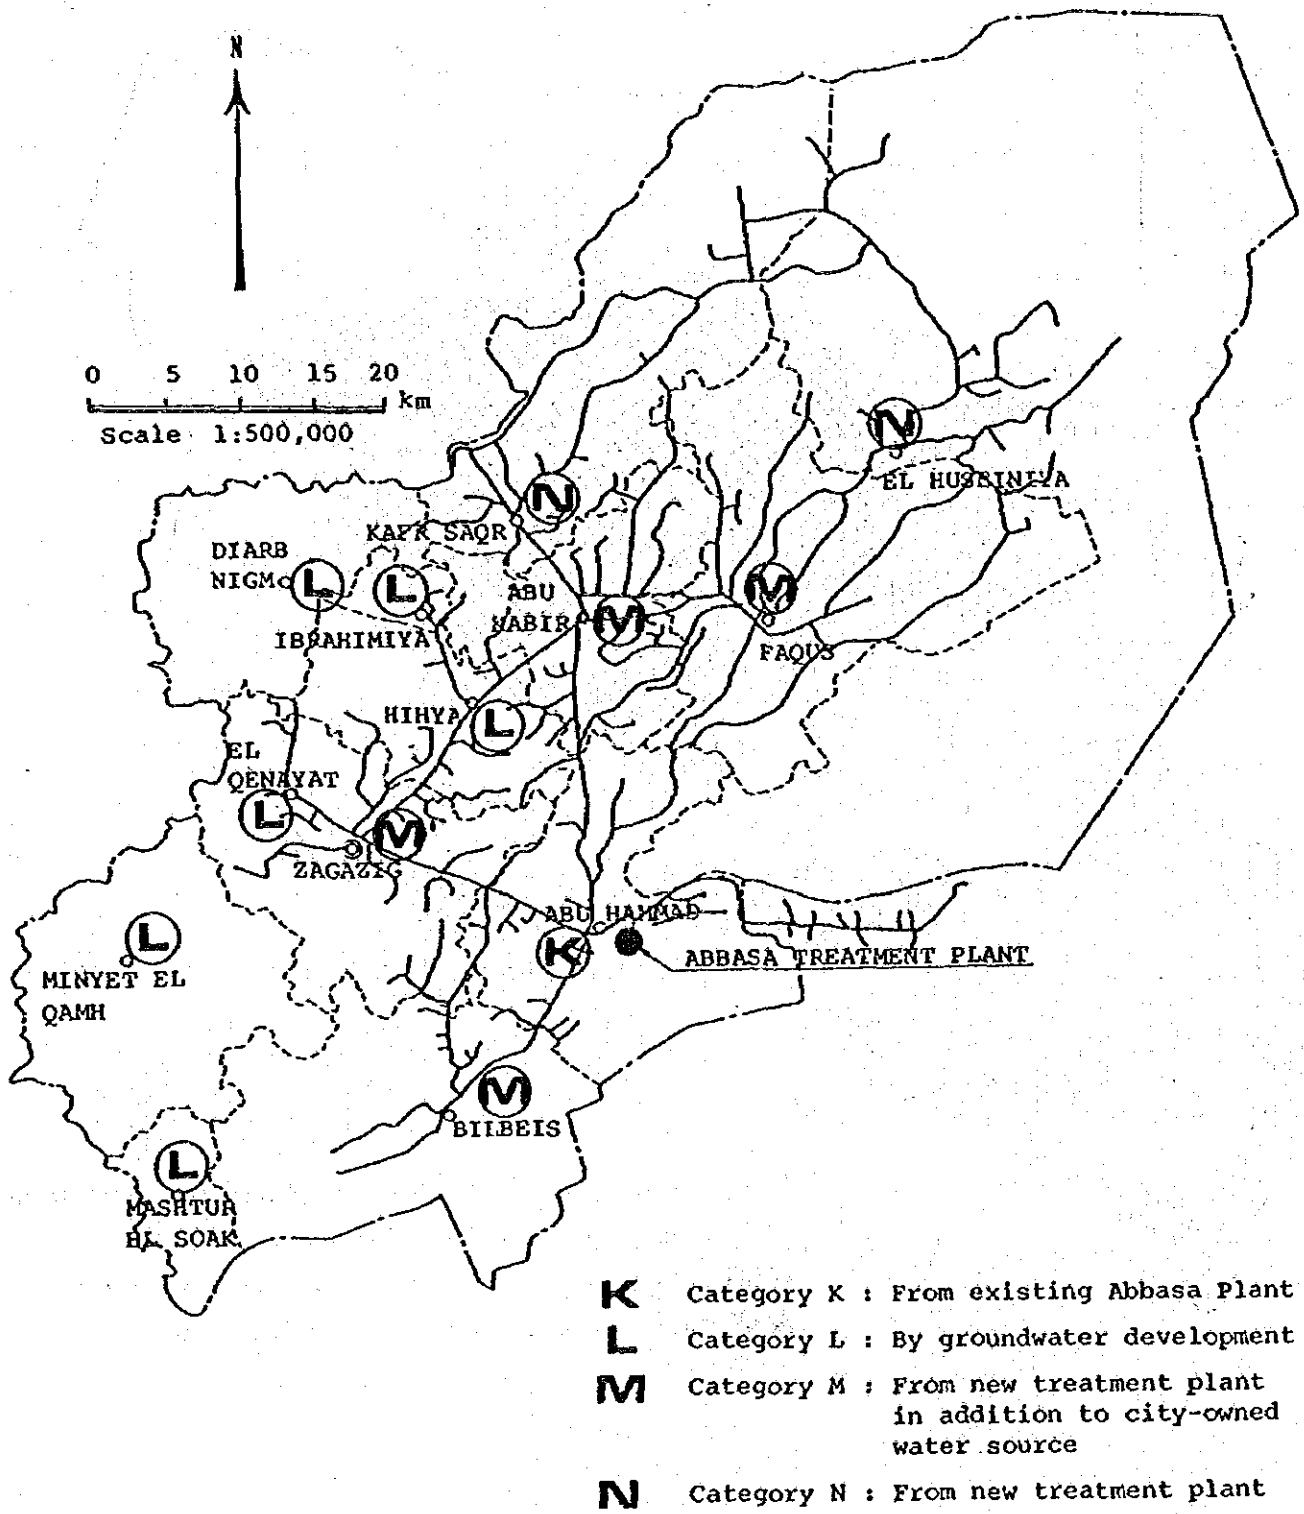 N
0 5 10 15 20
km
Scale 1:500,000
N
EL HUSEINIYA
N
KAFR SAQR
DIARB
NIGM
L
L
IBRAHIMIYA
ABU
KABIR
M
M
FAQUS
HIHYA
L
EL
QENAYAT
L
M
ZAGAZIG
L
MINYET EL
QAMH
ABU HAMMAD
K
ABBASA TREATMENT PLANT
M
BILBEIS
L
MASHTUR
EL SOAK
K Category K : From existing Abbasa Plant
L Category L : By groundwater development
M Category M : From new treatment plant
in addition to city-owned
water source
N Category N : From new treatment plant